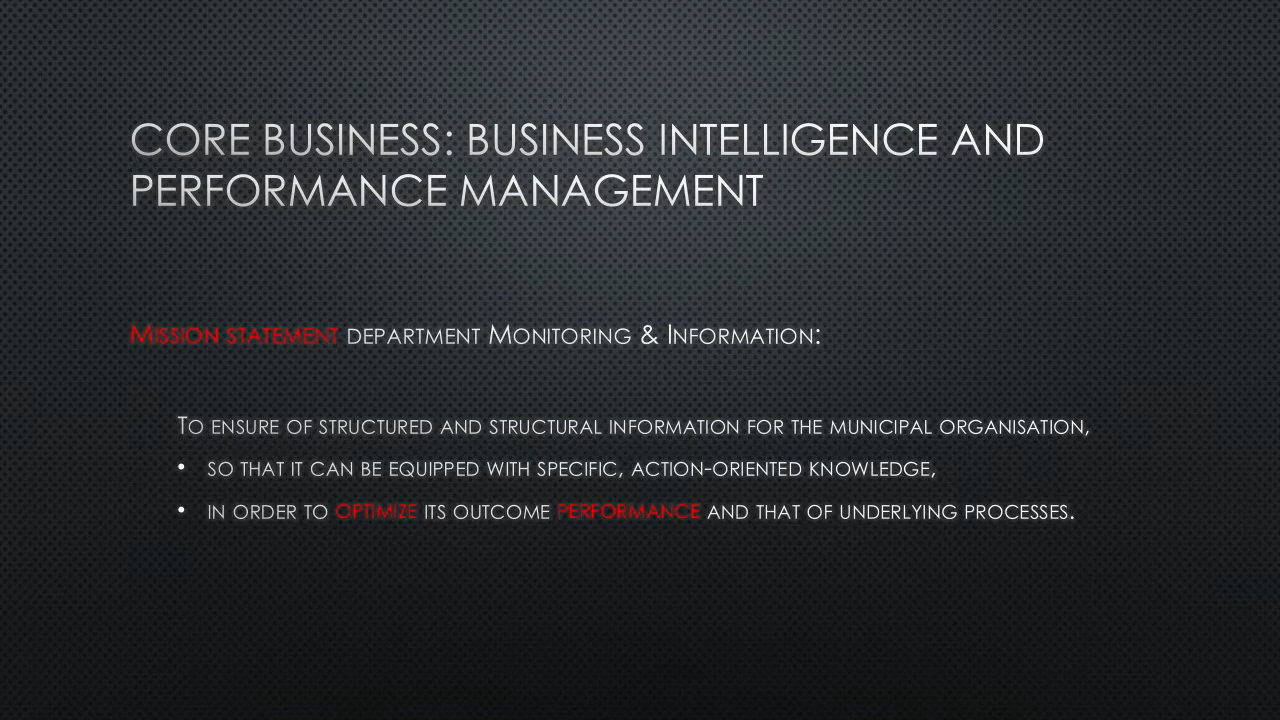 CORE BUSINESS: BUSINESS INTELLIGENCE AND
PERFORMANCE MANAGEMENT
Mission statement department Monitoring & Information:
To ensure of structured and structural information for the municipal organisation,
• so that it can be equipped with specific, action-oriented knowledge,
• in order to optimize its outcome performance and that of underlying processes.